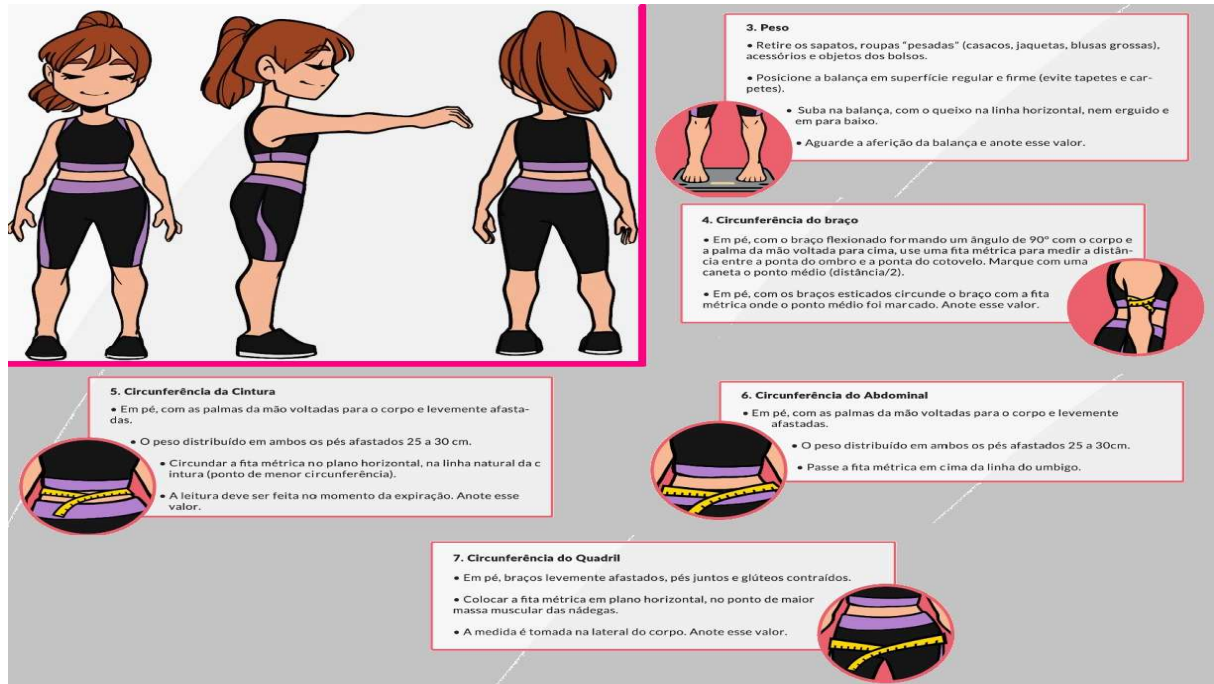 3. Peso
• Retire os sapatos, roupas “pesadas” (casacos, jaquetas, blusas grossas),
acessórios e objetos dos bolsos.
• Posicione a balança em superfície regular e firme (evite tapetes e car-
petes).
• Suba na balança, com o queixo na linha horizontal, nem erguido e
em para baixo.
• Aguarde a aferição da balança e anote esse valor.
4. Circunferência do braço
• Em pé, com o braço flexionado formando um ângulo de 90º com o corpo e
a palma da mão voltada para cima, use uma fita métrica para medir a distân-
cia entre a ponta do ombro e a ponta do cotovelo. Marque com uma
caneta o ponto médio (distância/2).
• Em pé, com os braços esticados circunde o braço com a fita
métrica onde o ponto médio foi marcado. Anote esse valor.
5. Circunferência da Cintura
• Em pé, com as palmas da mão voltadas para o corpo e levemente afasta-
das.
• O peso distribuído em ambos os pés afastados 25 a 30 cm.
• Circundar a fita métrica no plano horizontal, na linha natural da c
intura (ponto de menor circunferência).
• A leitura deve ser feita no momento da expiração. Anote esse
valor.
6. Circunferência do Abdominal
• Em pé, com as palmas da mão voltadas para o corpo e levemente
afastadas.
• O peso distribuído em ambos os pés afastados 25 a 30cm.
• Passe a fita métrica em cima da linha do umbigo.
7. Circunferência do Quadril
• Em pé, braços levemente afastados, pés juntos e glúteos contraídos.
• Colocar a fita métrica em plano horizontal, no ponto de maior
massa muscular das nádegas.
• A medida é tomada na lateral do corpo. Anote esse valor.